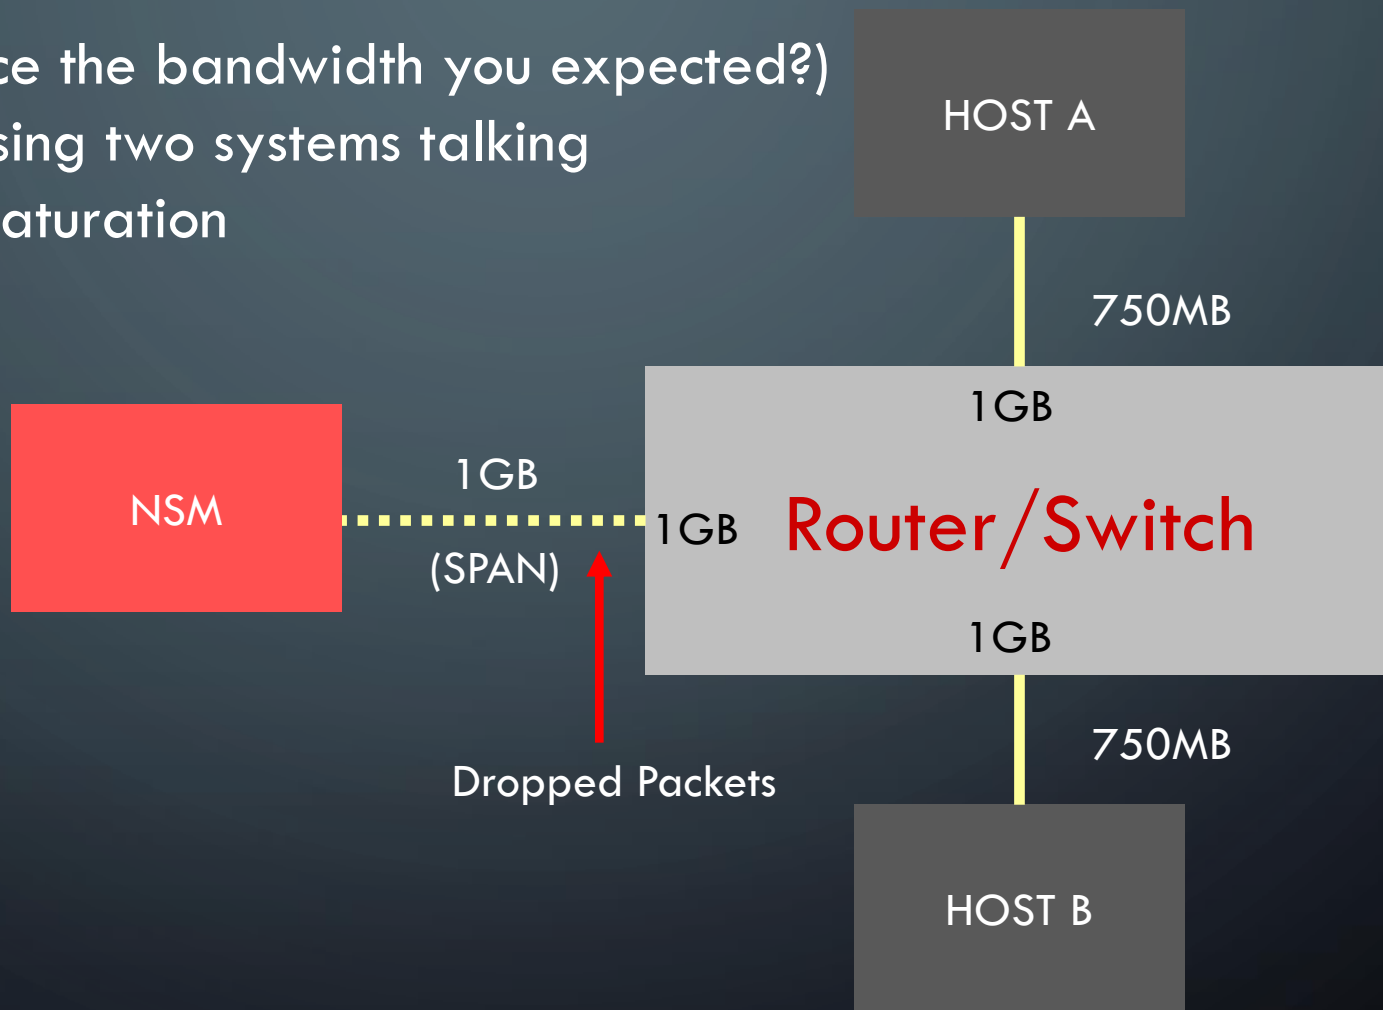 ce the bandwidth you expected?)
sing two systems talking
aturation
HOST A
750MB
1GB
NSM
1GB
(SPAN)
1GB
Router/Switch
1GB
Dropped Packets
750MB
HOST B